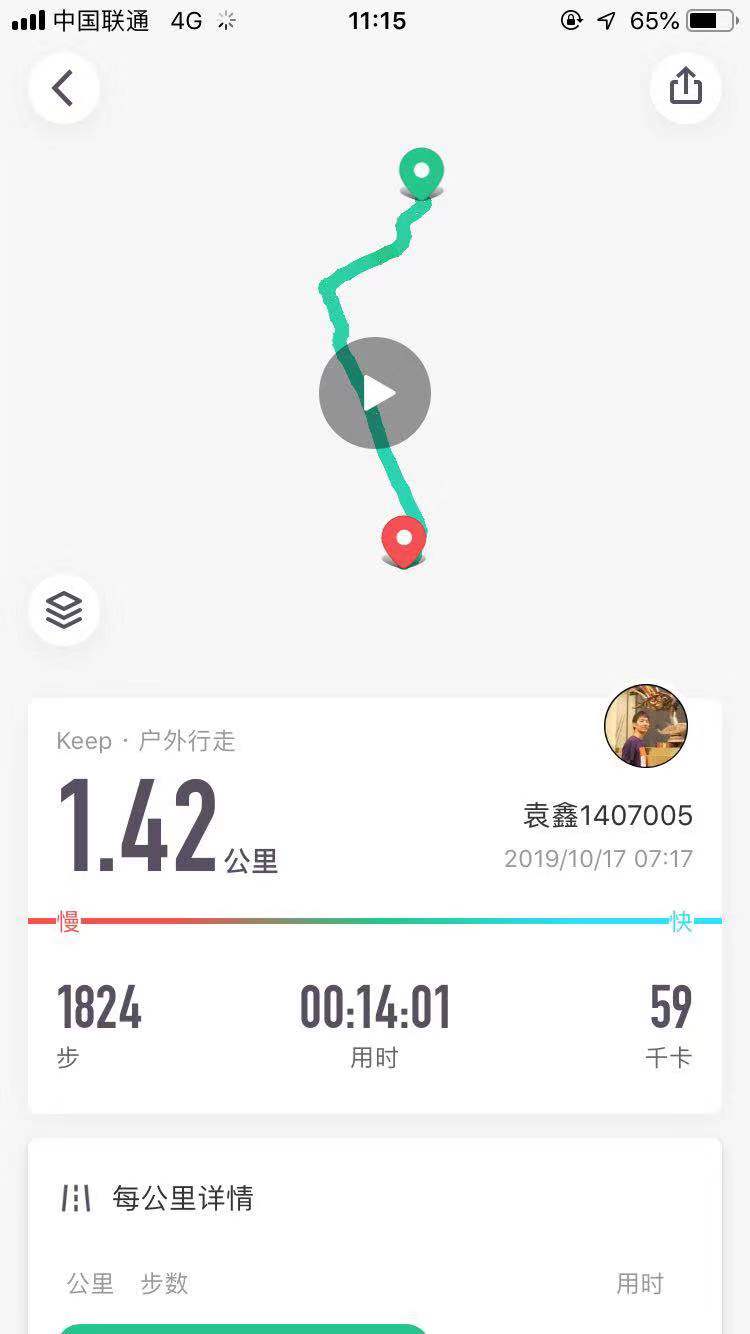 中国联通 4G 11:15 65%
Keep · 户外行走
1.42公里
袁鑫1407005
2019/10/17 07:17
慢 快
1824 00:14:01 59
步 用时 千卡
每公里详情
公里 步数 用时